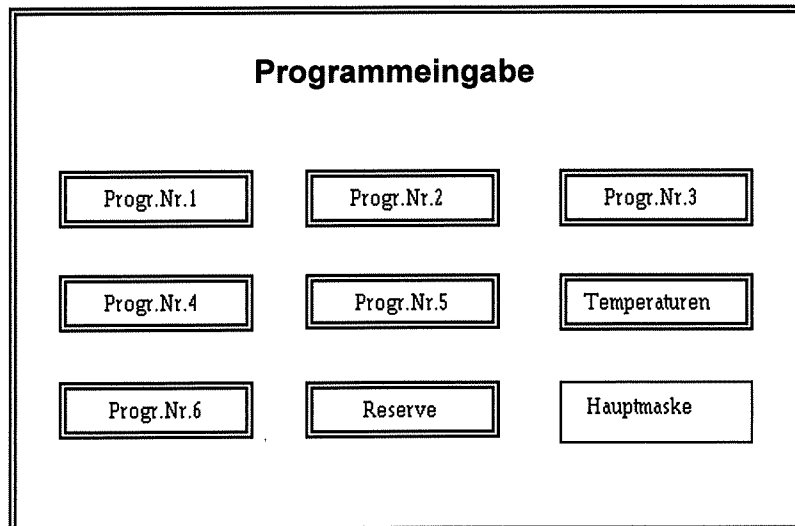 Programmeingabe
Progr.Nr.1
Progr.Nr.2
Progr.Nr.3
Progr.Nr.4
Progr.Nr.5
Temperaturen
Progr.Nr.6
Reserve
Hauptmaske